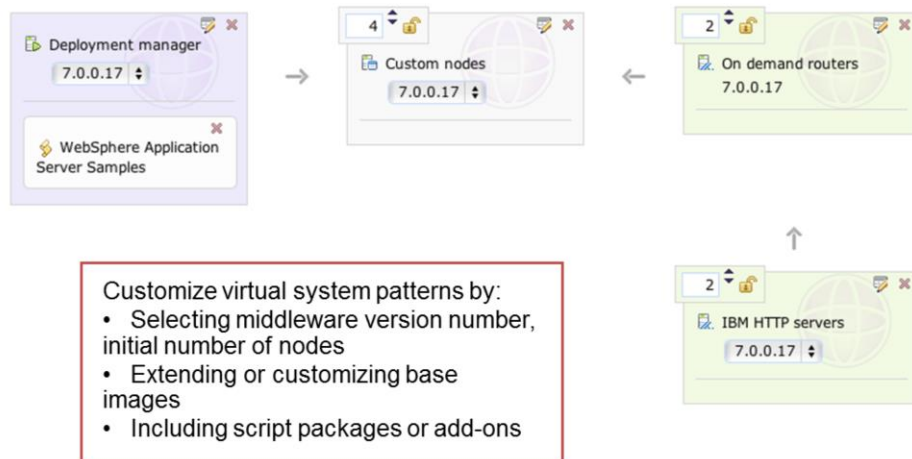 Deployment manager
7.0.0.17
WebSphere Application
Server Samples
4
Custom nodes
7.0.0.17
2
On demand routers
7.0.0.17
2
IBM HTTP servers
7.0.0.17
Customize virtual system patterns by:
• Selecting middleware version number,
initial number of nodes
• Extending or customizing base
images
• Including script packages or add-ons